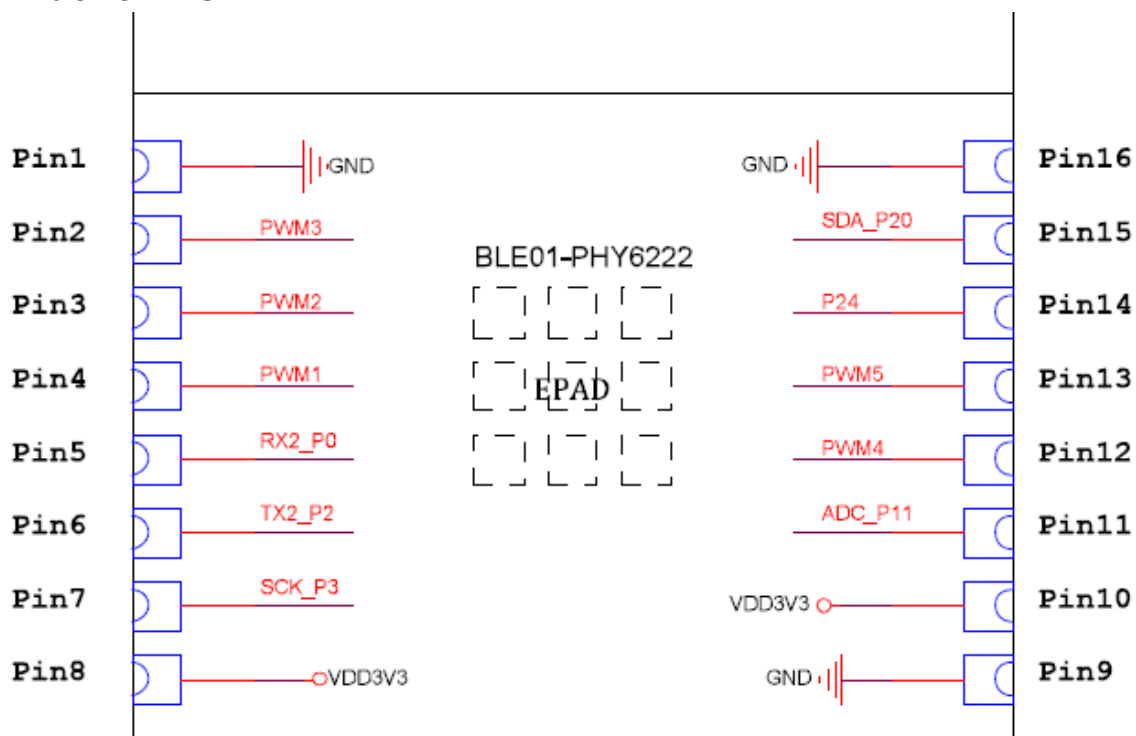 Pin1 GND GND Pin16
Pin2 PWM3 SDA_P20 Pin15
BLE01-PHY6222
Pin3 PWM2 P24 Pin14
Pin4 PWM1 EPAD PWM5 Pin13
Pin5 RX2_P0 PWM4 Pin12
Pin6 TX2_P2 ADC_P11 Pin11
Pin7 SCK_P3 VDD3V3 Pin10
Pin8 VDD3V3 GND Pin9